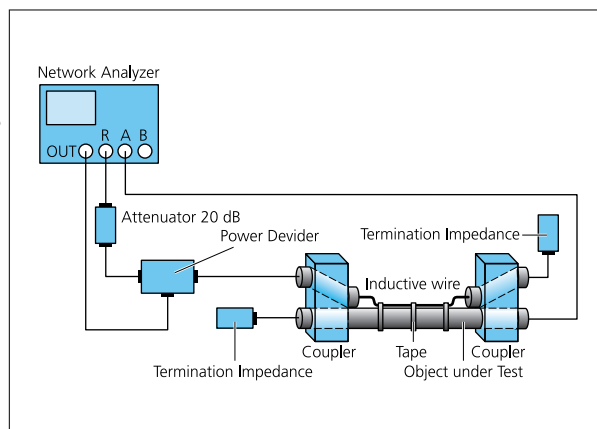 Network Analyzer
R A B
OUT
Attenuator 20 dB
Power Devider
Termination Impedance
Inductive wire
Coupler
Tape
Coupler
Termination Impedance
Object under Test